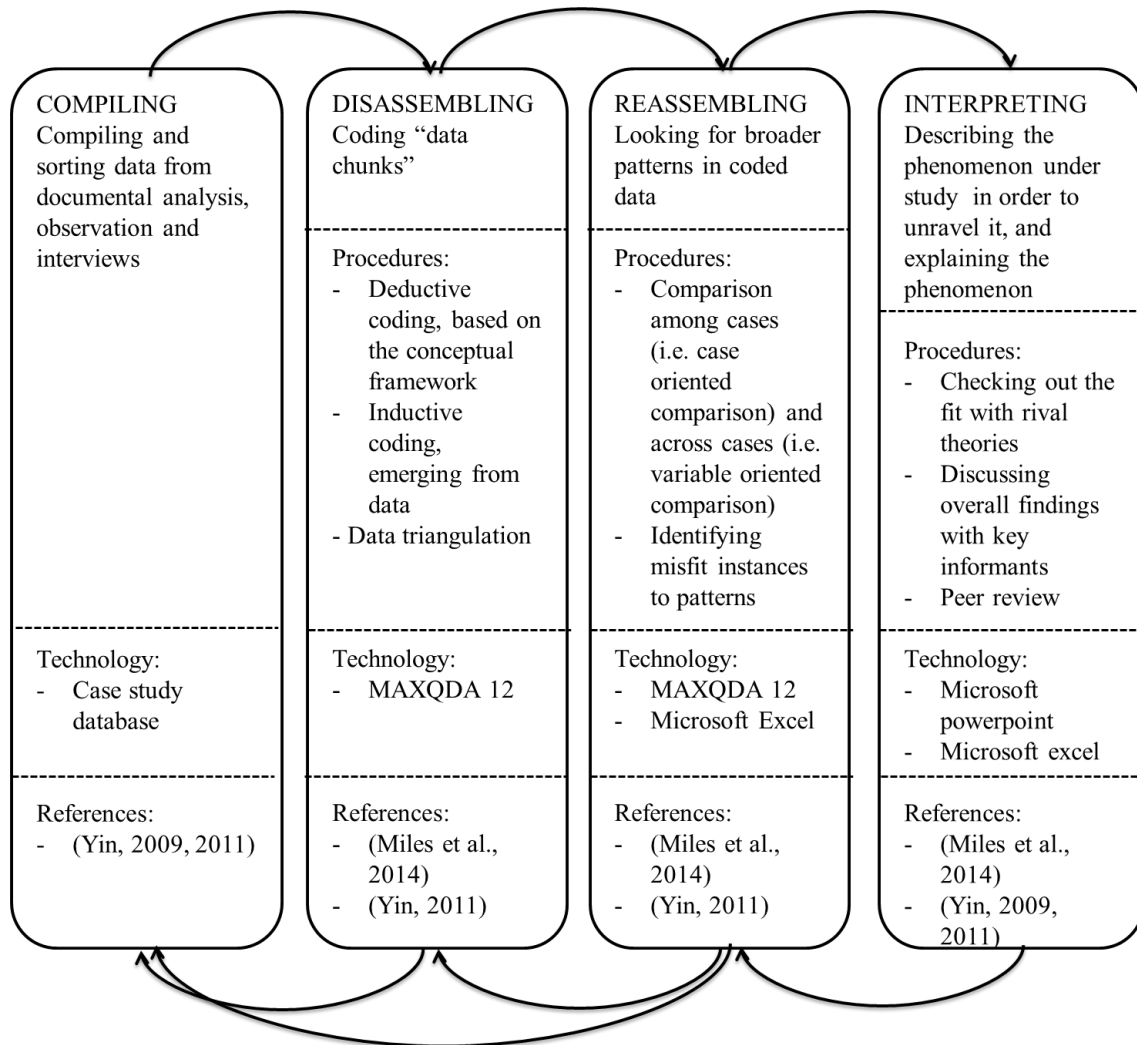 COMPILING
Compiling and
sorting data from
documental analysis,
observation and
interviews
Technology:
- Case study
database
References:
- (Yin, 2009, 2011)
DISASSEMBLING
Coding “data
chunks”
Procedures:
- Deductive
coding, based on
the conceptual
framework
- Inductive
coding,
emerging from
data
- Data triangulation
Technology:
- MAXQDA 12
References:
- (Miles et al.,
2014)
- (Yin, 2011)
REASSEMBLING
Looking for broader
patterns in coded
data
Procedures:
- Comparison
among cases
(i.e. case
oriented
comparison) and
across cases (i.e.
variable oriented
comparison)
- Identifying
misfit instances
to patterns
Technology:
- MAXQDA 12
- Microsoft Excel
References:
- (Miles et al.,
2014)
- (Yin, 2011)
INTERPRETING
Describing the
phenomenon under
study in order to
unravel it, and
explaining the
phenomenon
Procedures:
- Checking out the
fit with rival
theories
- Discussing
overall findings
with key
informants
- Peer review
Technology:
- Microsoft
powerpoint
- Microsoft excel
References:
- (Miles et al.,
2014)
- (Yin, 2009,
2011)